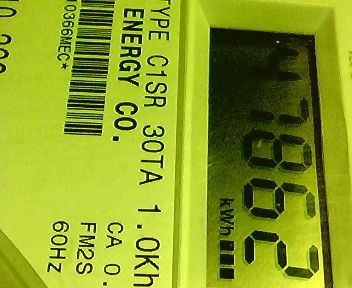 TYPE C1SR 30TA 1.0Kh
ENERGY CO.
CA 0.
FM2S
60Hz
47862
kWh